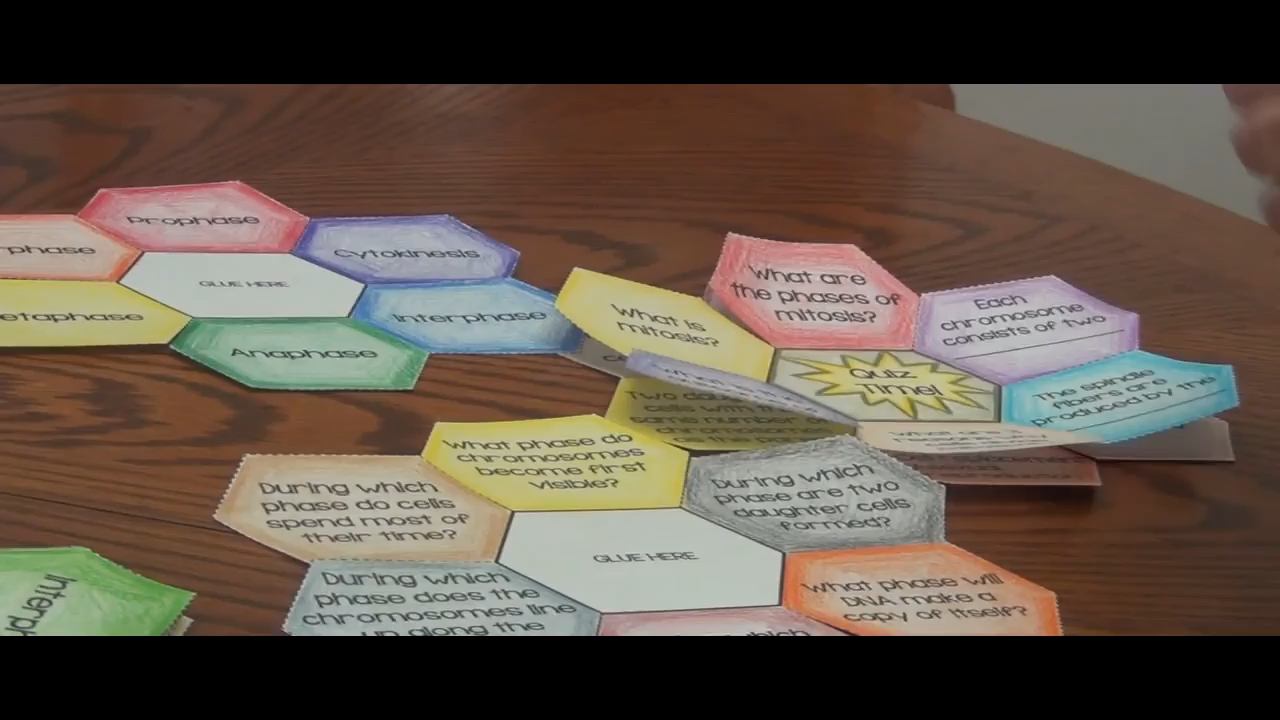 Prophase
rphase
Cytokinesis
GLUE HERE
etaphase
Interphase
Anaphase
What are
the phases of
mitosis?
What is
mitosis?
Each
chromosome
consists of two
Quiz
Time!
The spindle
fibers are
produced by the
Two
cells with
same number
What phase do
chromosomes
become first
visible?
During which
phase do cells
spend most of
their time?
During which
phase are two
daughter cells
formed?
GLUE HERE
During which
phase does the
chromosomes line
up along the
What phase will
DNA make a
copy of itself?
which
Interp